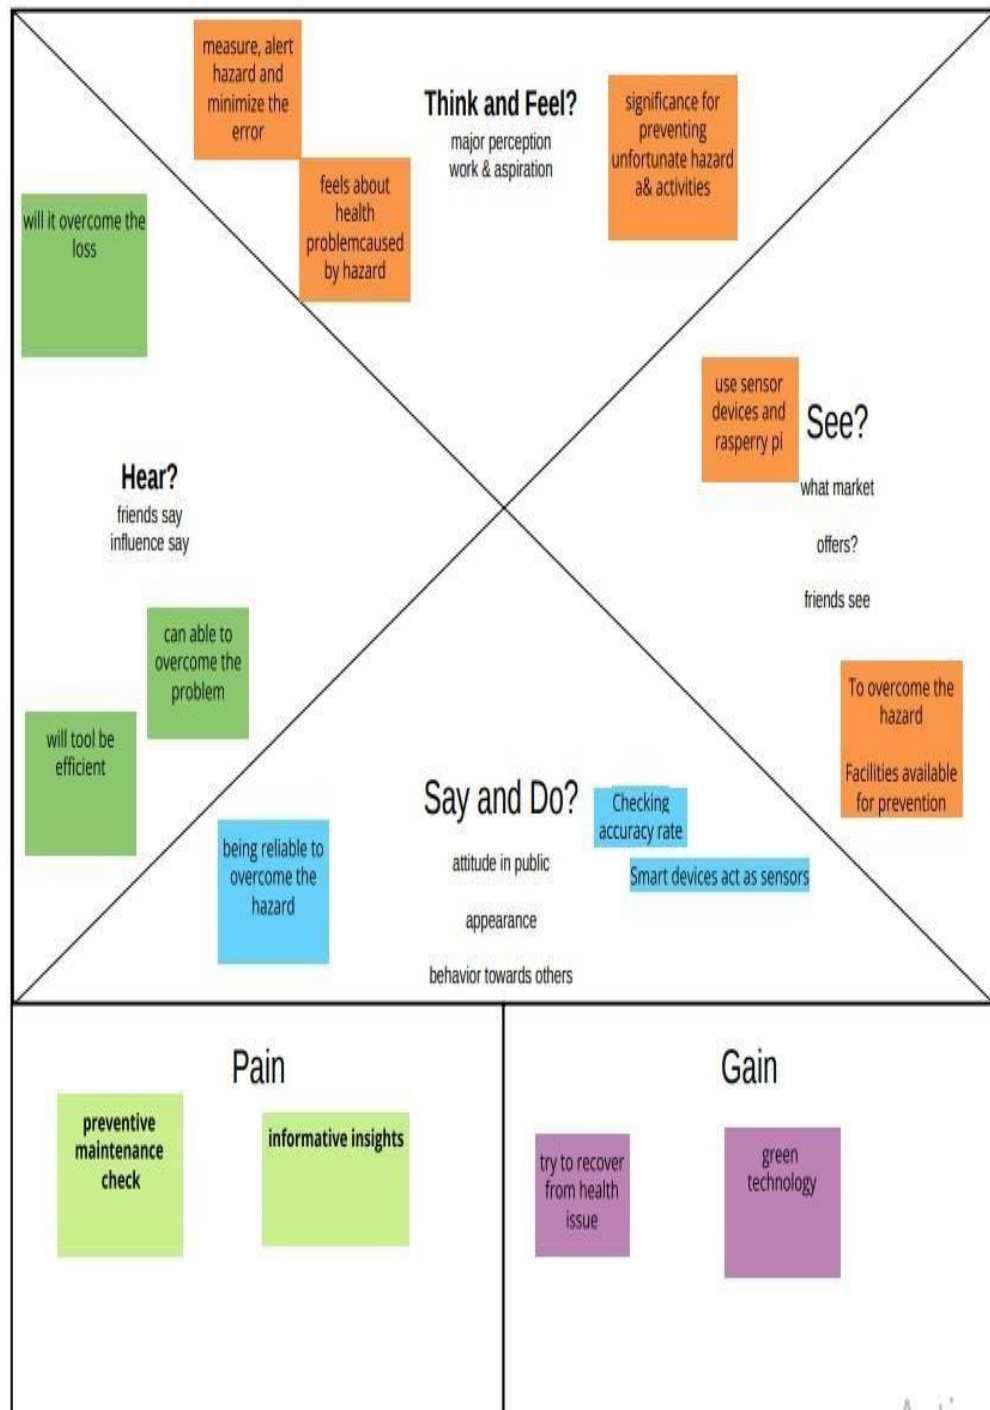 measure, alert
hazard and
minimize the
error
Think and Feel?
major perception
work & aspiration
significance for
preventing
unfortunate hazard
a& activities
feels about
health
problemcaused
by hazard
will it overcome the
loss
use sensor
devices and
rasperry pi
See?
what market
offers?
friends see
Hear?
friends say
influence say
can able to
overcome the
problem
will tool be
efficient
To overcome the
hazard
Facilities available
for prevention
Say and Do?
attitude in public
appearance
behavior towards others
Checking
accuracy rate
Smart devices act as sensors
being reliable to
overcome the
hazard
Pain
preventive
maintenance
check
informative insights
Gain
try to recover
from health
issue
green
technology